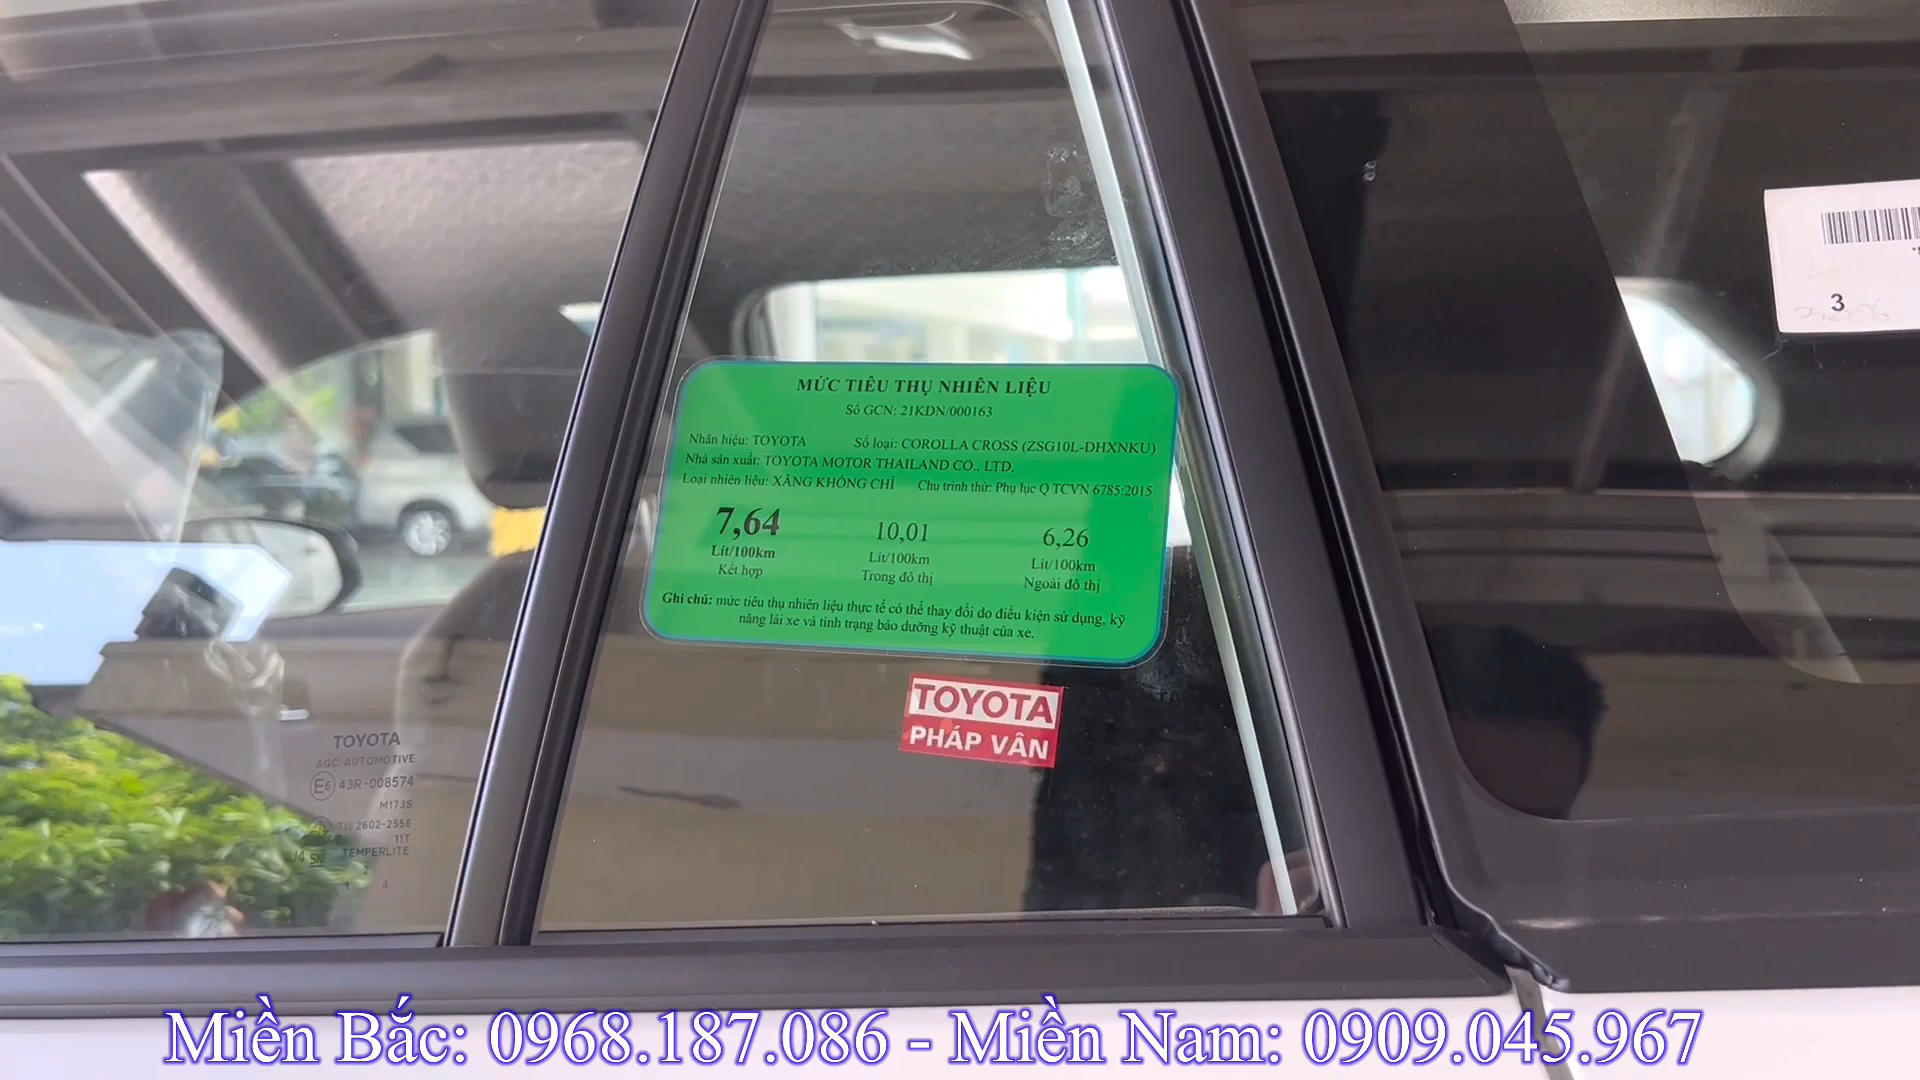 MỨC TIÊU THỤ NHIÊN LIỆU
Số GCN: 21KDN/000163
Nhãn hiệu: TOYOTA Số loại: COROLLA CROSS (ZSG10L-DHXNKU)
Nhà sản xuất: TOYOTA MOTOR THAILAND CO., LTD.
Loại nhiên liệu: XĂNG KHÔNG CHÌ Chu trình thử: Phụ lục Q TCVN 6785:2015
7,64 10,01 6,26
Lít/100km Lít/100km Lít/100km
Kết hợp Trong đô thị Ngoài đô thị
Ghi chú: mức tiêu thụ nhiên liệu thực tế có thể thay đổi do điều kiện sử dụng, kỹ
năng lái xe và tình trạng bảo dưỡng kỹ thuật của xe.
TOYOTA
PHÁP VÂN
3
TOYOTA
AGC AUTOMOTIVE
E6 43R-008574
M173S
TIS 2602-2556
11T
TEMPERLITE
2
1 4
Miền Bắc: 0968.187.086 - Miền Nam: 0909.045.967